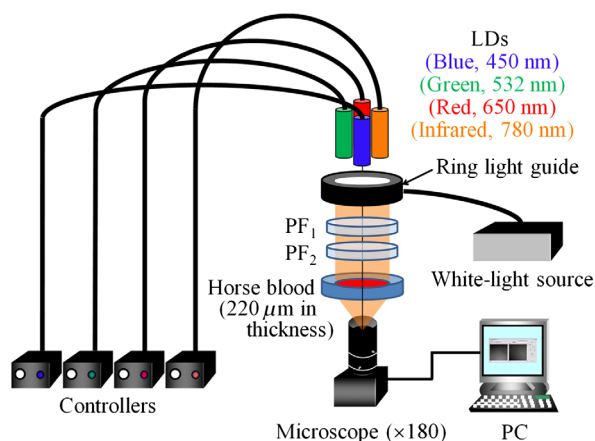 LDs
(Blue, 450 nm)
(Green, 532 nm)
(Red, 650 nm)
(Infrared, 780 nm)
Ring light guide
PF1
PF2
White-light source
Horse blood
(220 μm in
thickness)
Controllers
Microscope (×180)
PC